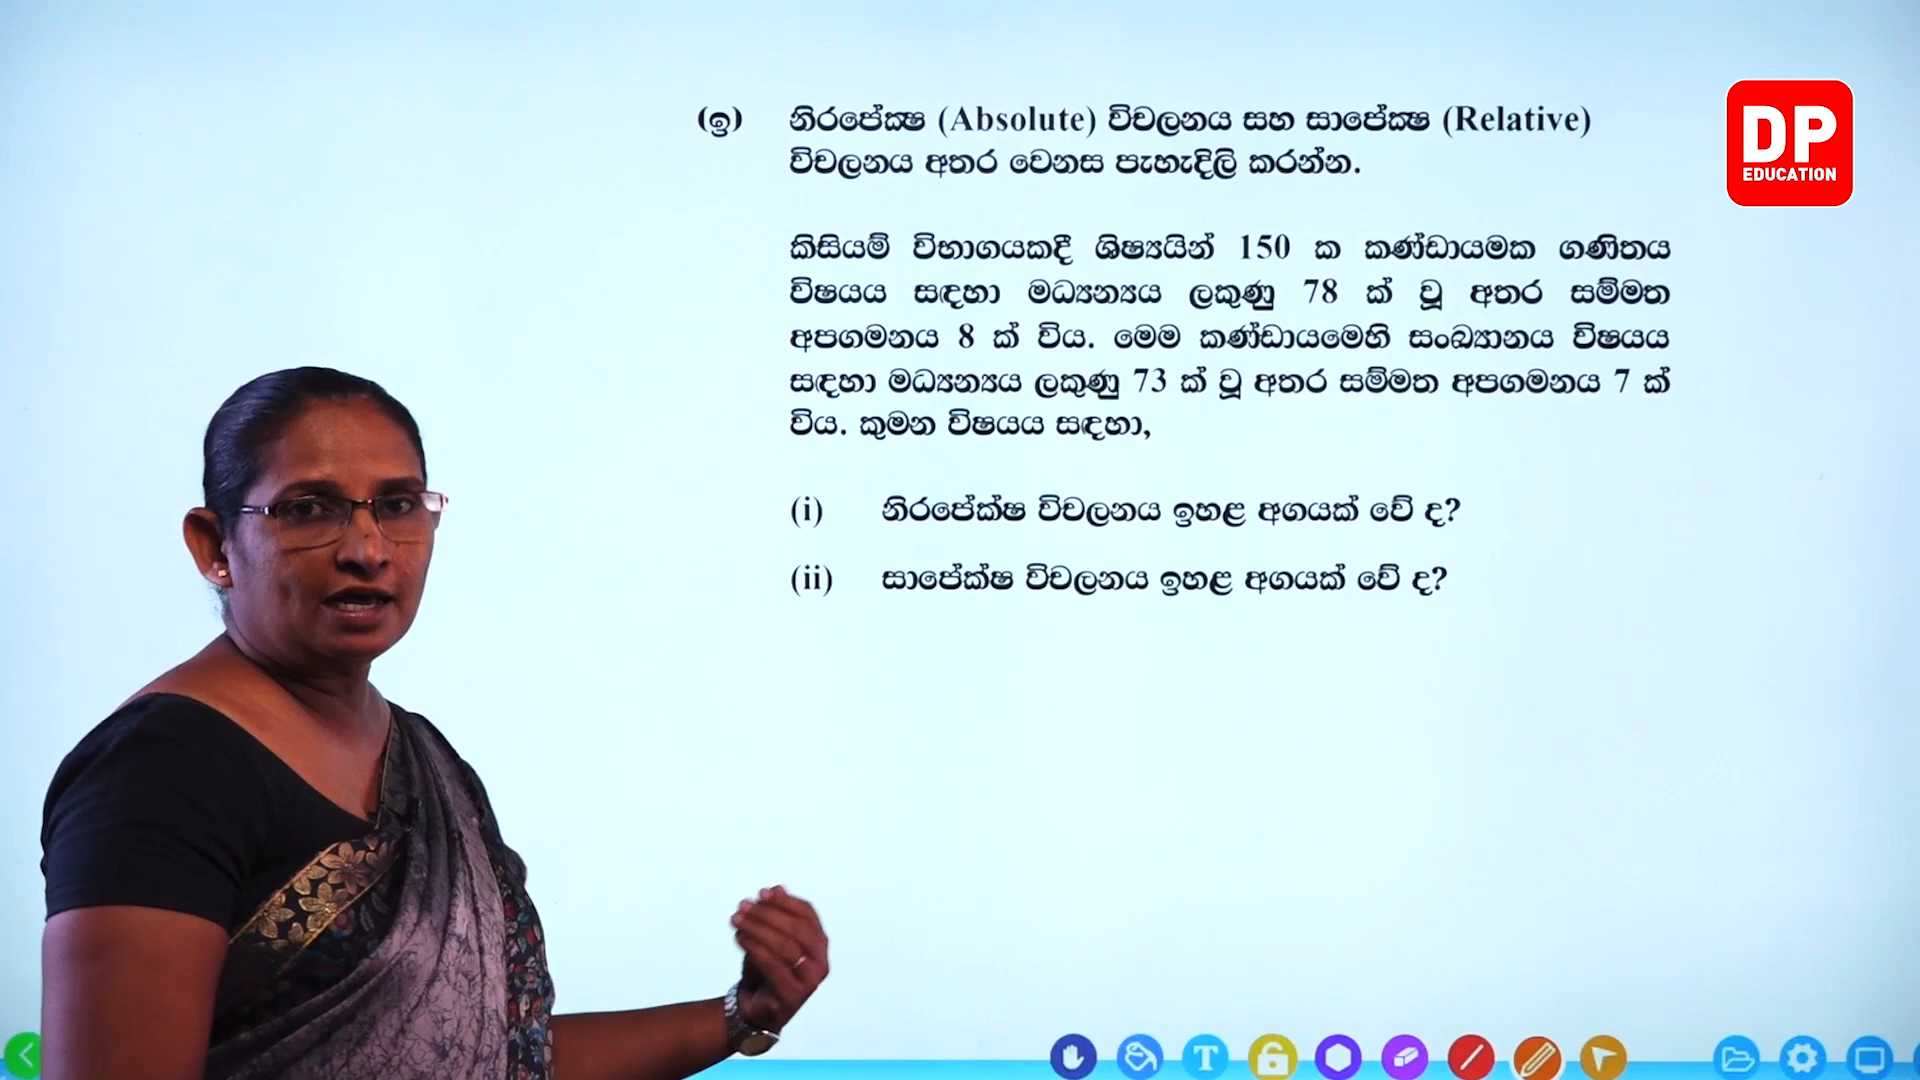 DP
EDUCATION
(ඉ) නිරපේක්‍ෂ (Absolute) විචලනය සහ සාපේක්‍ෂ (Relative)
විචලනය අතර වෙනස පැහැදිලි කරන්න.
කිසියම් විභාගයකදී ශිෂ්‍යයින් 150 ක කණ්ඩායමක ගණිතය
විෂයය සඳහා මධ්‍යන්‍යය ලකුණු 78 ක් වූ අතර සම්මත
අපගමනය 8 ක් විය. මෙම කණ්ඩායමෙහි සංඛ්‍යානය විෂයය
සඳහා මධ්‍යන්‍යය ලකුණු 73 ක් වූ අතර සම්මත අපගමනය 7 ක්
විය. කුමන විෂයය සඳහා,
(i) නිරපේක්ෂ විචලනය ඉහළ අගයක් වේ ද?
(ii) සාපේක්ෂ විචලනය ඉහළ අගයක් වේ ද?
T